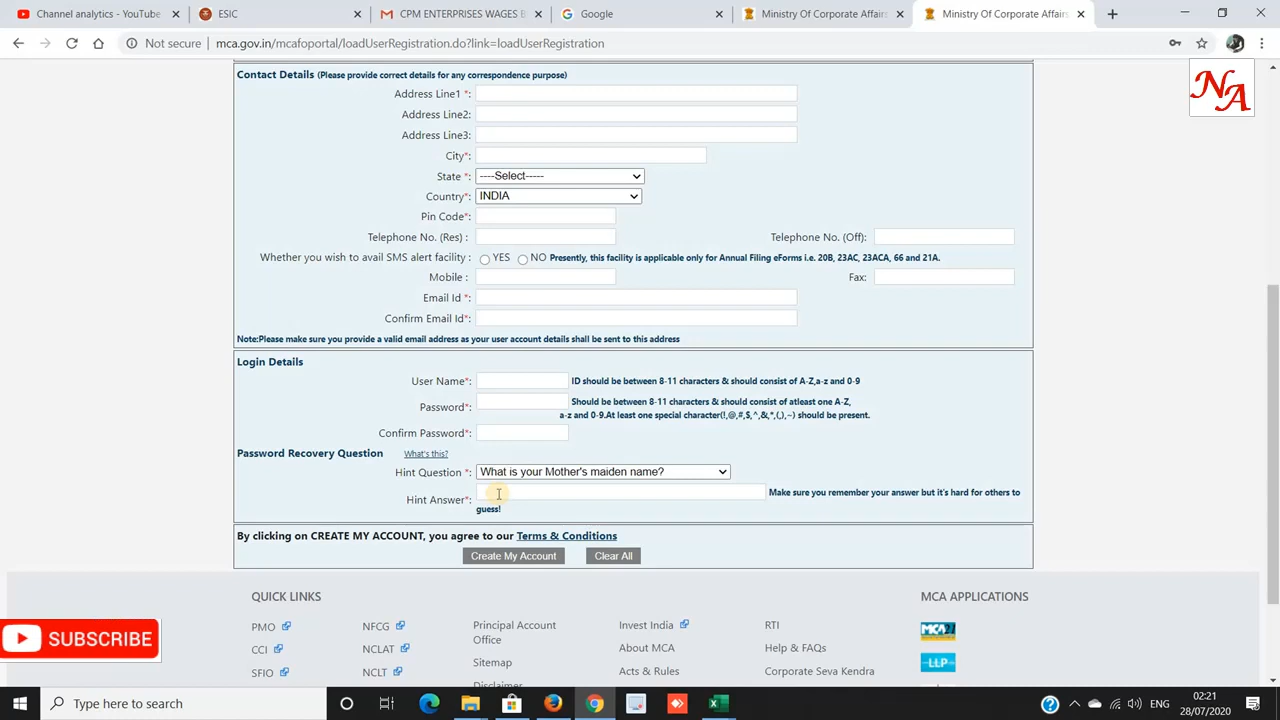 Channel analytics - YouTube
ESIC
CPM ENTERPRISES WAGES B
Google
Ministry Of Corporate Affairs
Ministry Of Corporate Affairs
Not secure
mca.gov.in/mcafoportal/loadUserRegistration.do?link=loadUserRegistration
NA
Contact Details (Please provide correct details for any correspondence purpose)
Address Line1 *:
Address Line2:
Address Line3:
City*:
State *: ----Select-----
Country*: INDIA
Pin Code*:
Telephone No. (Res) : Telephone No. (Off):
Whether you wish to avail SMS alert facility : YES NO Presently, this facility is applicable only for Annual Filing eForms i.e. 20B, 23AC, 23ACA, 66 and 21A.
Mobile : Fax:
Email Id *:
Confirm Email Id*:
Note:Please make sure you provide a valid email address as your user account details shall be sent to this address
Login Details
User Name*: ID should be between 8-11 characters & should consist of A-Z,a-z and 0-9
Password*: Should be between 8-11 characters & should consist of atleast one A-Z,
a-z and 0-9.At least one special character(!,@,#,$,^,&,*,(,),~) should be present.
Confirm Password*:
Password Recovery Question What's this?
Hint Question *: What is your Mother's maiden name?
Hint Answer*: Make sure you remember your answer but it's hard for others to
guess!
By clicking on CREATE MY ACCOUNT, you agree to our Terms & Conditions
Create My Account Clear All
QUICK LINKS
MCA APPLICATIONS
PMO
NFCG
Principal Account
Office
Invest India
RTI
MCA21
CCI
NCLAT
About MCA
Help & FAQs
SFIO
NCLT
Sitemap
Acts & Rules
Corporate Seva Kendra
LLP
Disclaimer
SUBSCRIBE
Type here to search
ENG
02:21
28/07/2020